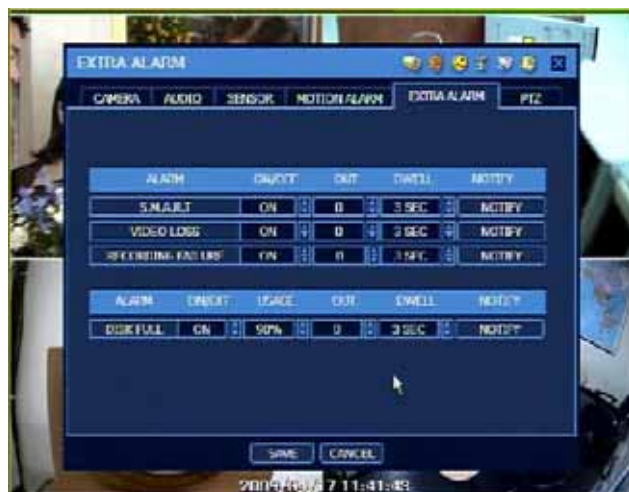 EXTRA ALARM
CAMERA AUDIO SENSOR MOTION ALARM EXTRA ALARM PTZ
ALARM ON/OFF OUT DWELL NOTIFY
S.M.A.R.T ON 0 3 SEC NOTIFY
VIDEO LOSS ON 0 3 SEC NOTIFY
RECORDING FAILURE ON 0 3 SEC NOTIFY
ALARM ON/OFF USAGE OUT DWELL NOTIFY
DISK FULL ON 90% 0 3 SEC NOTIFY
SAVE CANCEL
11:41:43